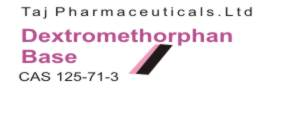 Taj Pharmaceuticals.Ltd
Dextromethorphan
Base
CAS 125-71-3